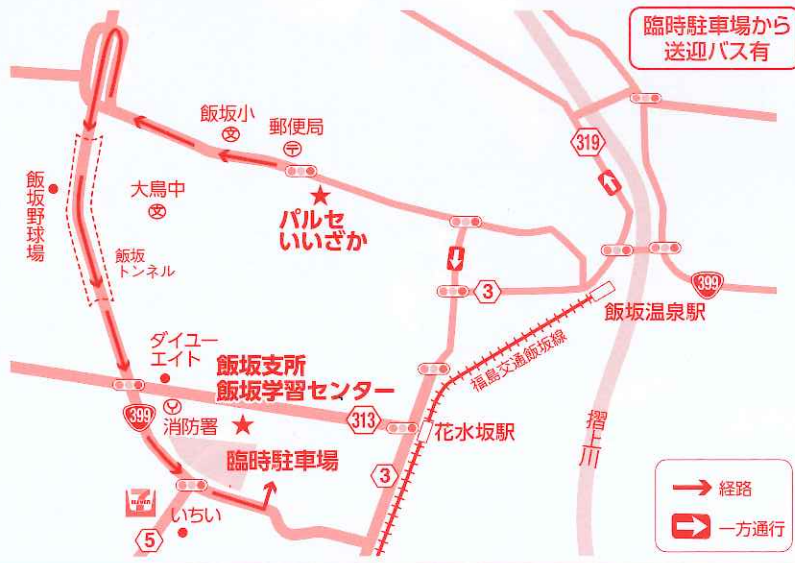 臨時駐車場から
送迎バス有
飯坂小
文
郵便局
〒
319
飯坂野球場
大鳥中
文
パルセ
いいざか
飯坂
トンネル
3
399
飯坂温泉駅
ダイユー
エイト
飯坂支所
飯坂学習センター
福島交通飯坂線
399
消防署
313
花水坂駅
摺上川
臨時駐車場
3
7
ELEVEN
いちい
5
経路
一方通行